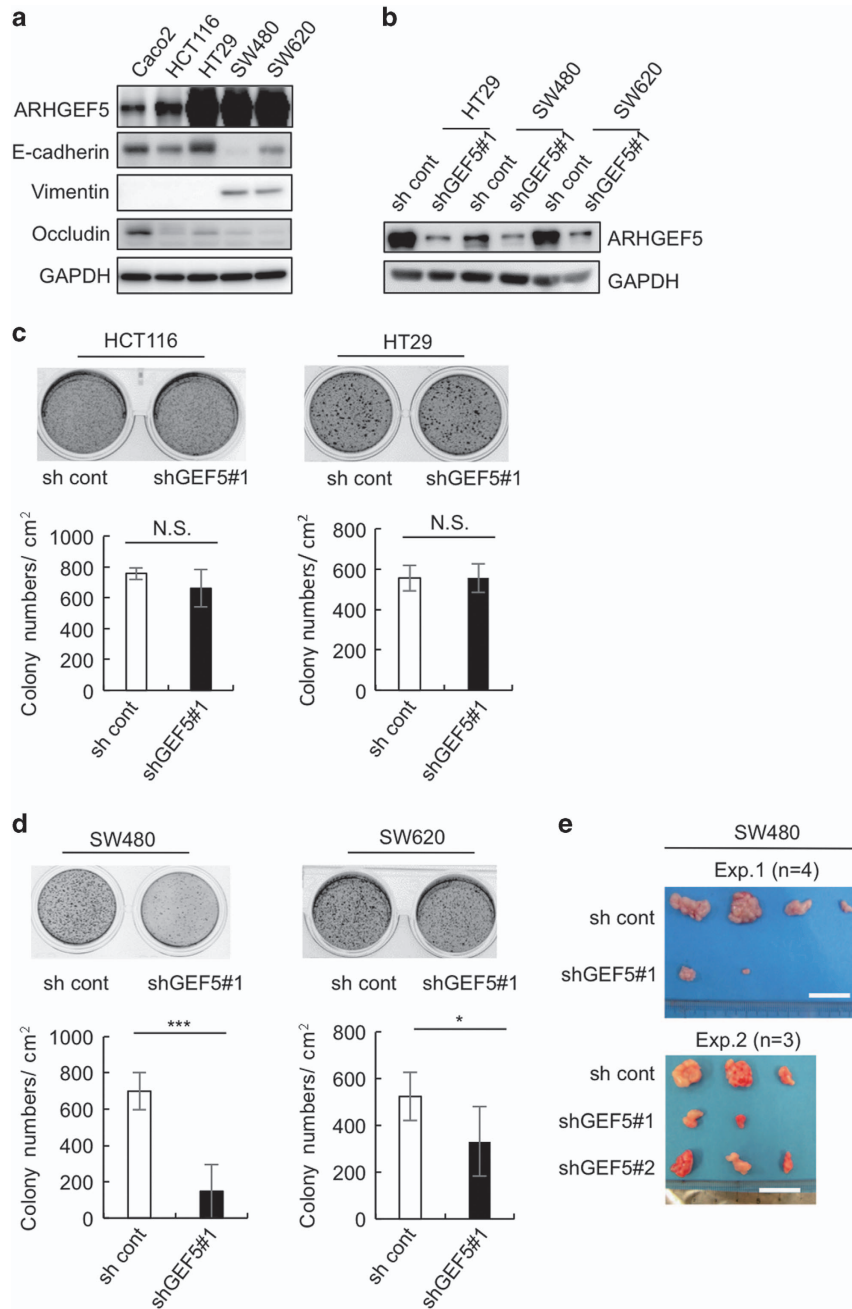 a
Caco2 HCT116 HT29 SW480 SW620
ARHGEF5
E-cadherin
Vimentin
Occludin
GAPDH
b
HT29 SW480 SW620
sh cont shGEF5#1 sh cont shGEF5#1 sh cont shGEF5#1
ARHGEF5
GAPDH
c
HCT116
sh cont shGEF5#1
Colony numbers/ cm²
1000
800
600
400
200
0
N.S.
sh cont shGEF5#1
HT29
sh cont shGEF5#1
Colony numbers/ cm²
800
600
400
200
0
N.S.
sh cont shGEF5#1
d
SW480
sh cont shGEF5#1
Colony numbers/ cm²
1000
800
600
400
200
0
***
sh cont shGEF5#1
SW620
sh cont shGEF5#1
Colony numbers/ cm²
800
600
400
200
0
*
sh cont shGEF5#1
e
SW480
Exp.1 (n=4)
sh cont
shGEF5#1
Exp.2 (n=3)
sh cont
shGEF5#1
shGEF5#2